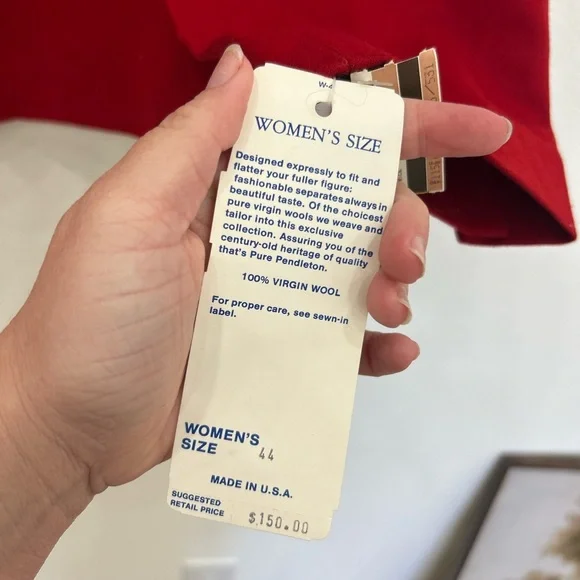 W-4
WOMEN'S SIZE
Designed expressly to fit and
flatter your fuller figure:
fashionable separates always in
beautiful taste. Of the choicest
pure virgin wools we weave and
tailor into this exclusive
collection. Assuring you of the
century-old heritage of quality
that's Pure Pendleton.
100% VIRGIN WOOL
For proper care, see sewn-in
label.
WOMEN'S
SIZE 44
MADE IN U.S.A.
SUGGESTED
RETAIL PRICE $150.00